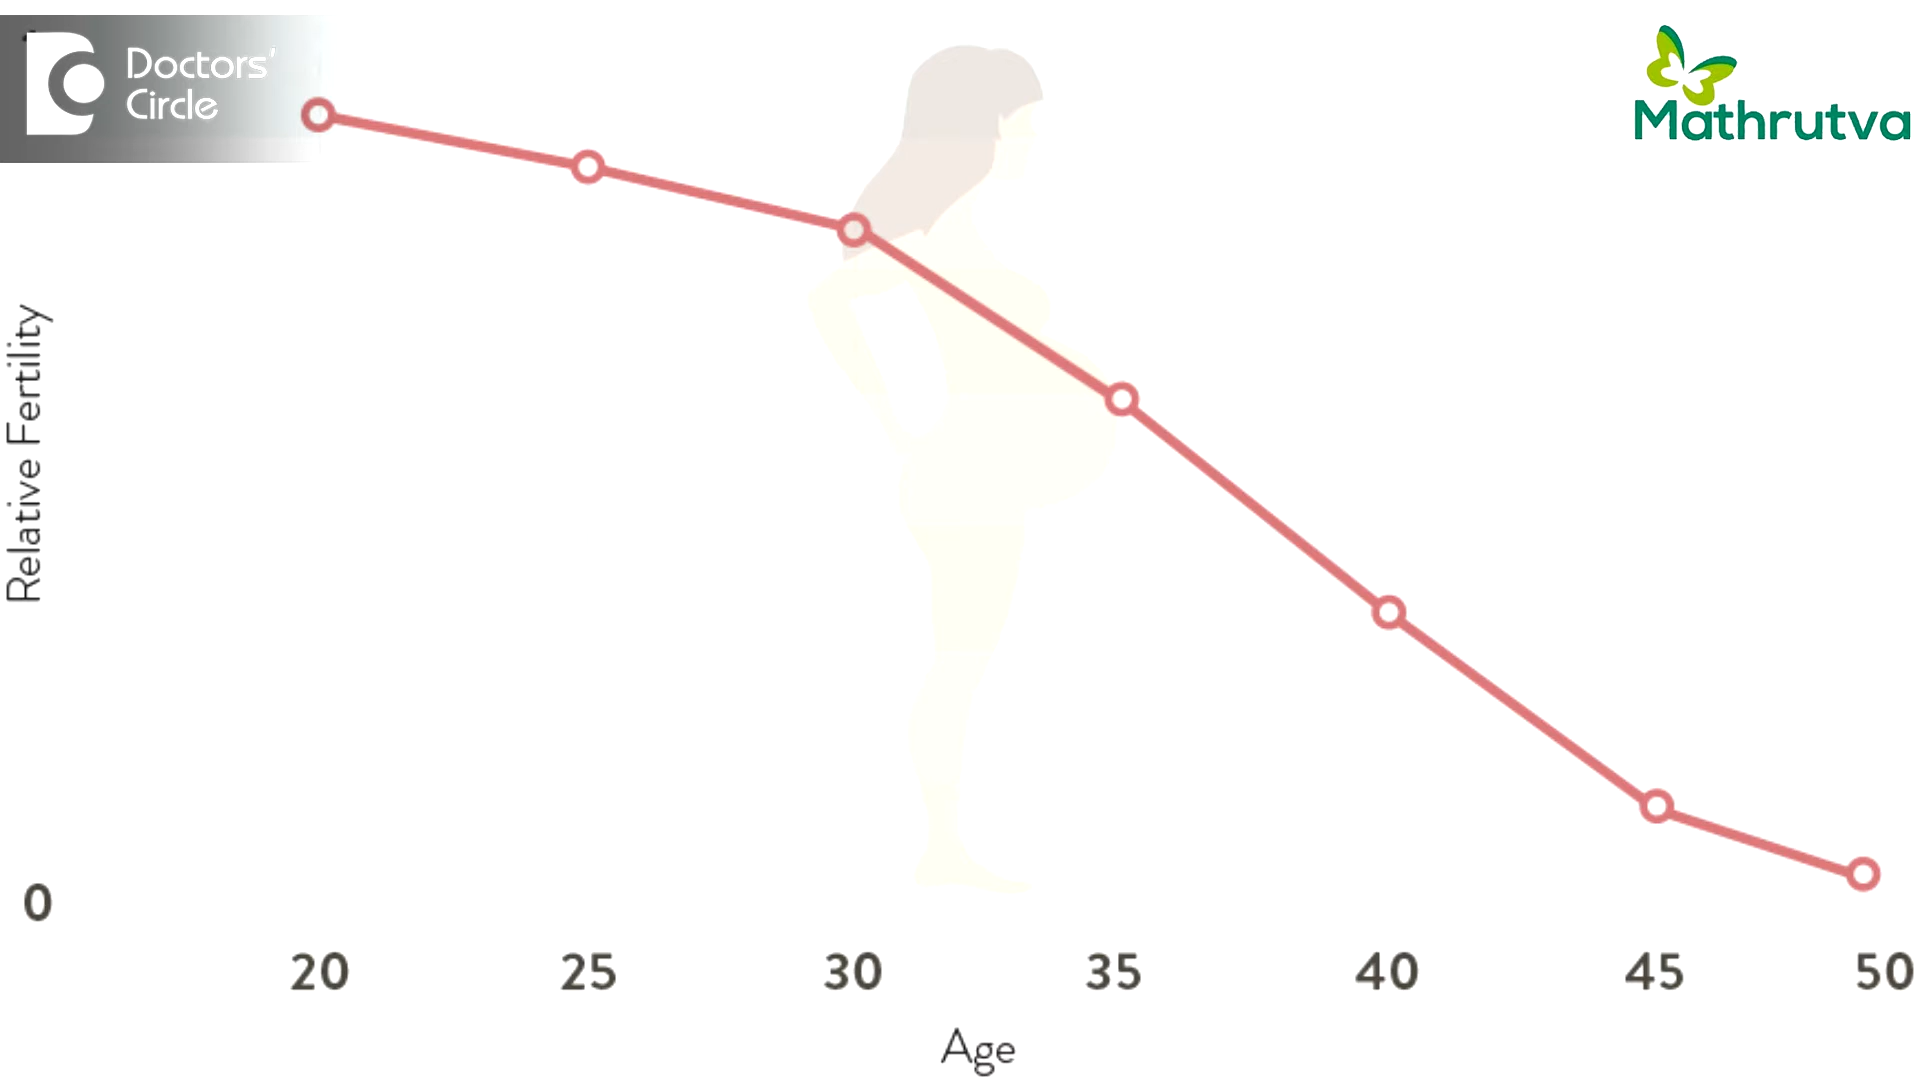 Doctors'
Circle
Mathrutva
Relative Fertility
0
20 25 30 35 40 45 50
Age